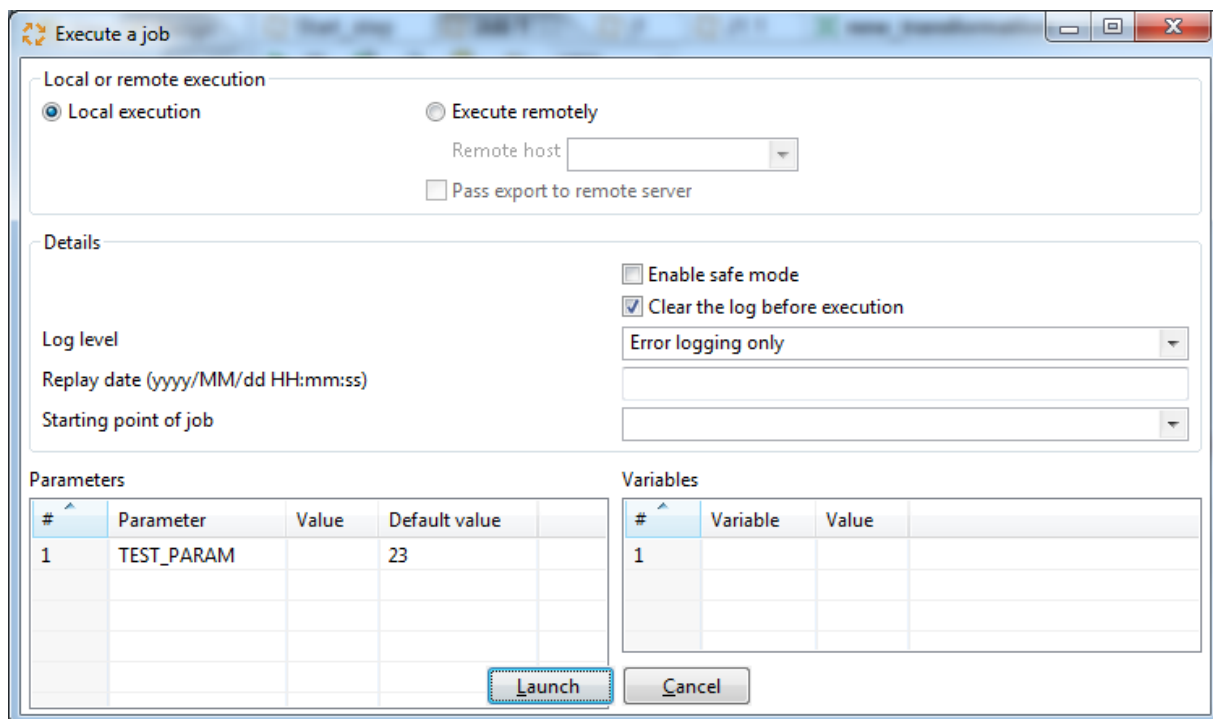 Execute a job
Local or remote execution
Local execution
Execute remotely
Remote host
Pass export to remote server
Details
Enable safe mode
Clear the log before execution
Log level
Error logging only
Replay date (yyyy/MM/dd HH:mm:ss)
Starting point of job
Parameters
Variables
# Parameter Value Default value
# Variable Value
1 TEST_PARAM 23
1
Launch
Cancel